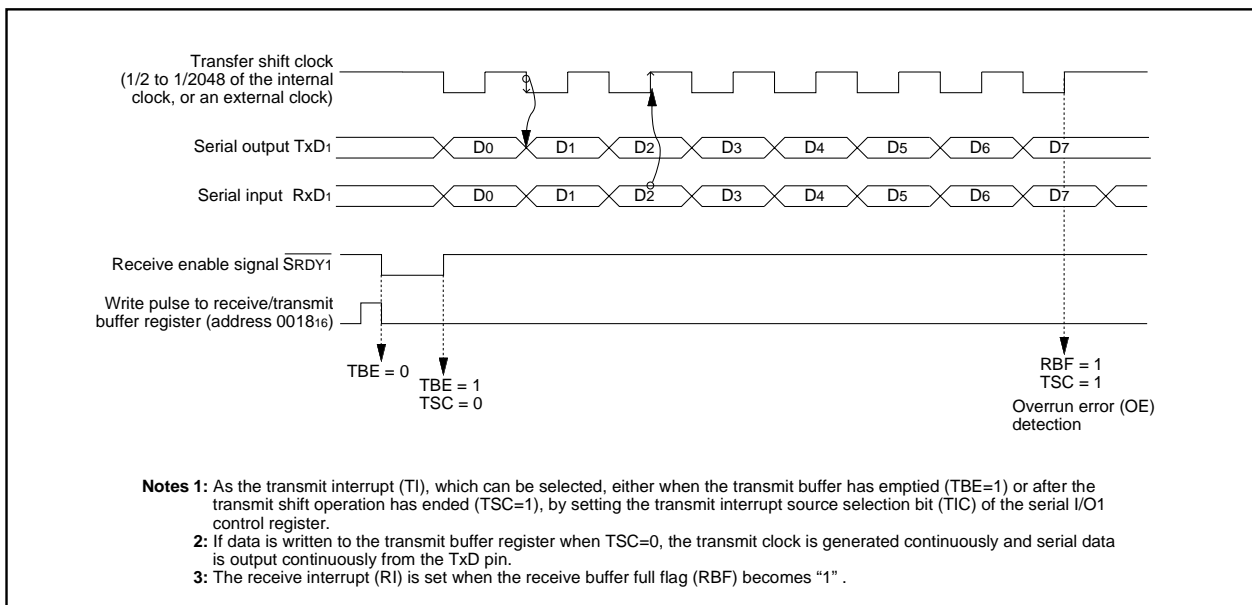 Transfer shift clock
(1/2 to 1/2048 of the internal
clock, or an external clock)
Serial output TxD1
D0 D1 D2 D3 D4 D5 D6 D7
Serial input RxD1
D0 D1 D2 D3 D4 D5 D6 D7
Receive enable signal SRDY1
Write pulse to receive/transmit
buffer register (address 001816)
TBE = 0
TBE = 1
TSC = 0
RBF = 1
TSC = 1
Overrun error (OE)
detection
Notes 1: As the transmit interrupt (TI), which can be selected, either when the transmit buffer has emptied (TBE=1) or after the
transmit shift operation has ended (TSC=1), by setting the transmit interrupt source selection bit (TIC) of the serial I/O1
control register.
2: If data is written to the transmit buffer register when TSC=0, the transmit clock is generated continuously and serial data
is output continuously from the TxD pin.
3: The receive interrupt (RI) is set when the receive buffer full flag (RBF) becomes “1” .